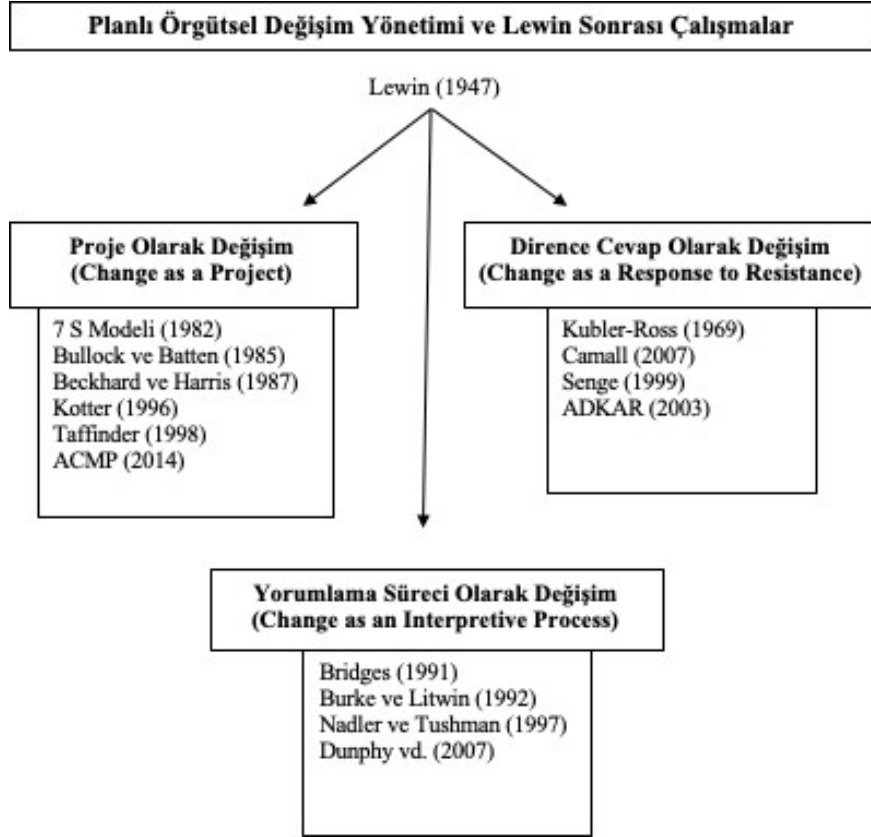 Planlı Örgütsel Değişim Yönetimi ve Lewin Sonrası Çalışmalar
Lewin (1947)
Proje Olarak Değişim
(Change as a Project)
7 S Modeli (1982)
Bullock ve Batten (1985)
Beckhard ve Harris (1987)
Kotter (1996)
Taffinder (1998)
ACMP (2014)
Dirence Cevap Olarak Değişim
(Change as a Response to Resistance)
Kubler-Ross (1969)
Camall (2007)
Senge (1999)
ADKAR (2003)
Yorumlama Süreci Olarak Değişim
(Change as an Interpretive Process)
Bridges (1991)
Burke ve Litwin (1992)
Nadler ve Tushman (1997)
Dunphy vd. (2007)